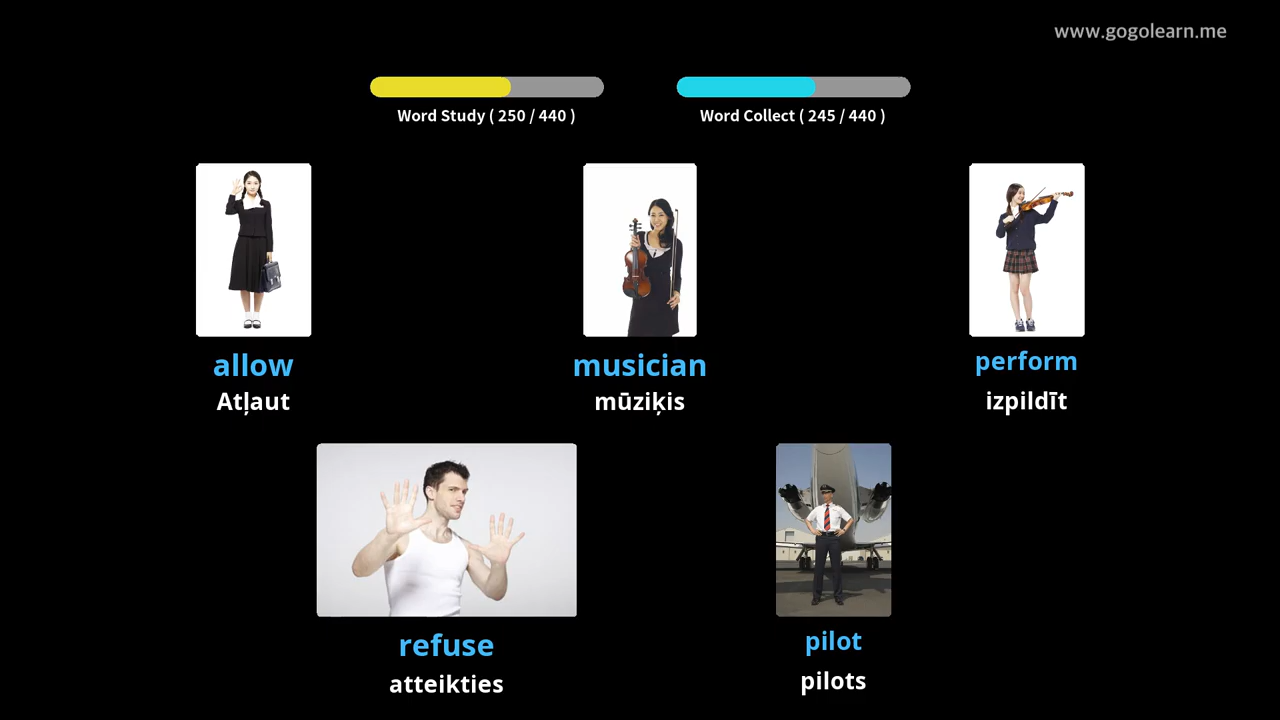 www.gogolearn.me
Word Study ( 250 / 440 )
Word Collect ( 245 / 440 )
allow
Atļaut
musician
mūziķis
perform
izpildīt
refuse
atteikties
pilot
pilots